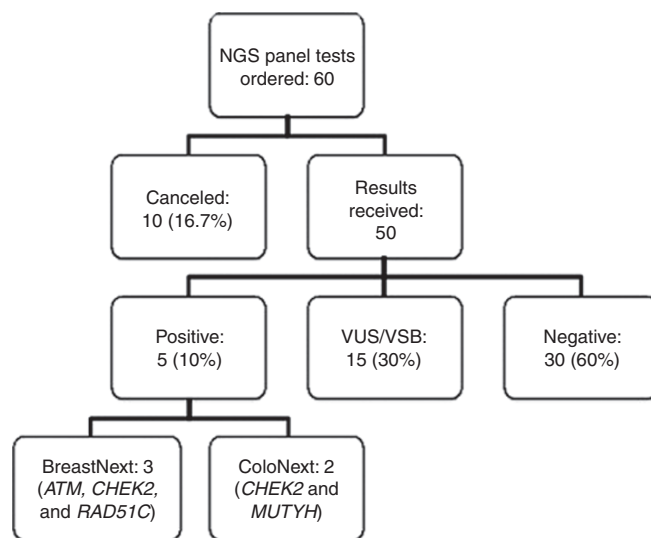 NGS panel tests
ordered: 60
Canceled:
10 (16.7%)
Results
received:
50
Positive:
5 (10%)
VUS/VSB:
15 (30%)
Negative:
30 (60%)
BreastNext: 3
(ATM, CHEK2,
and RAD51C)
ColoNext: 2
(CHEK2 and
MUTYH)